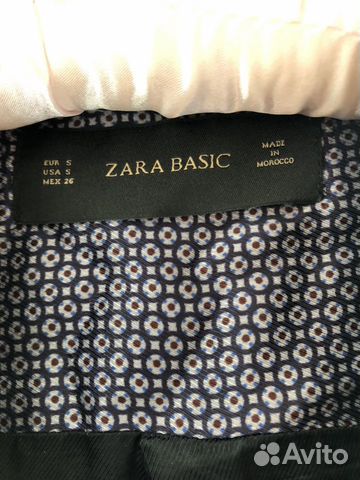 EUR S
USA S
MEX 26
ZARA BASIC
MADE
IN
MOROCCO
Avito